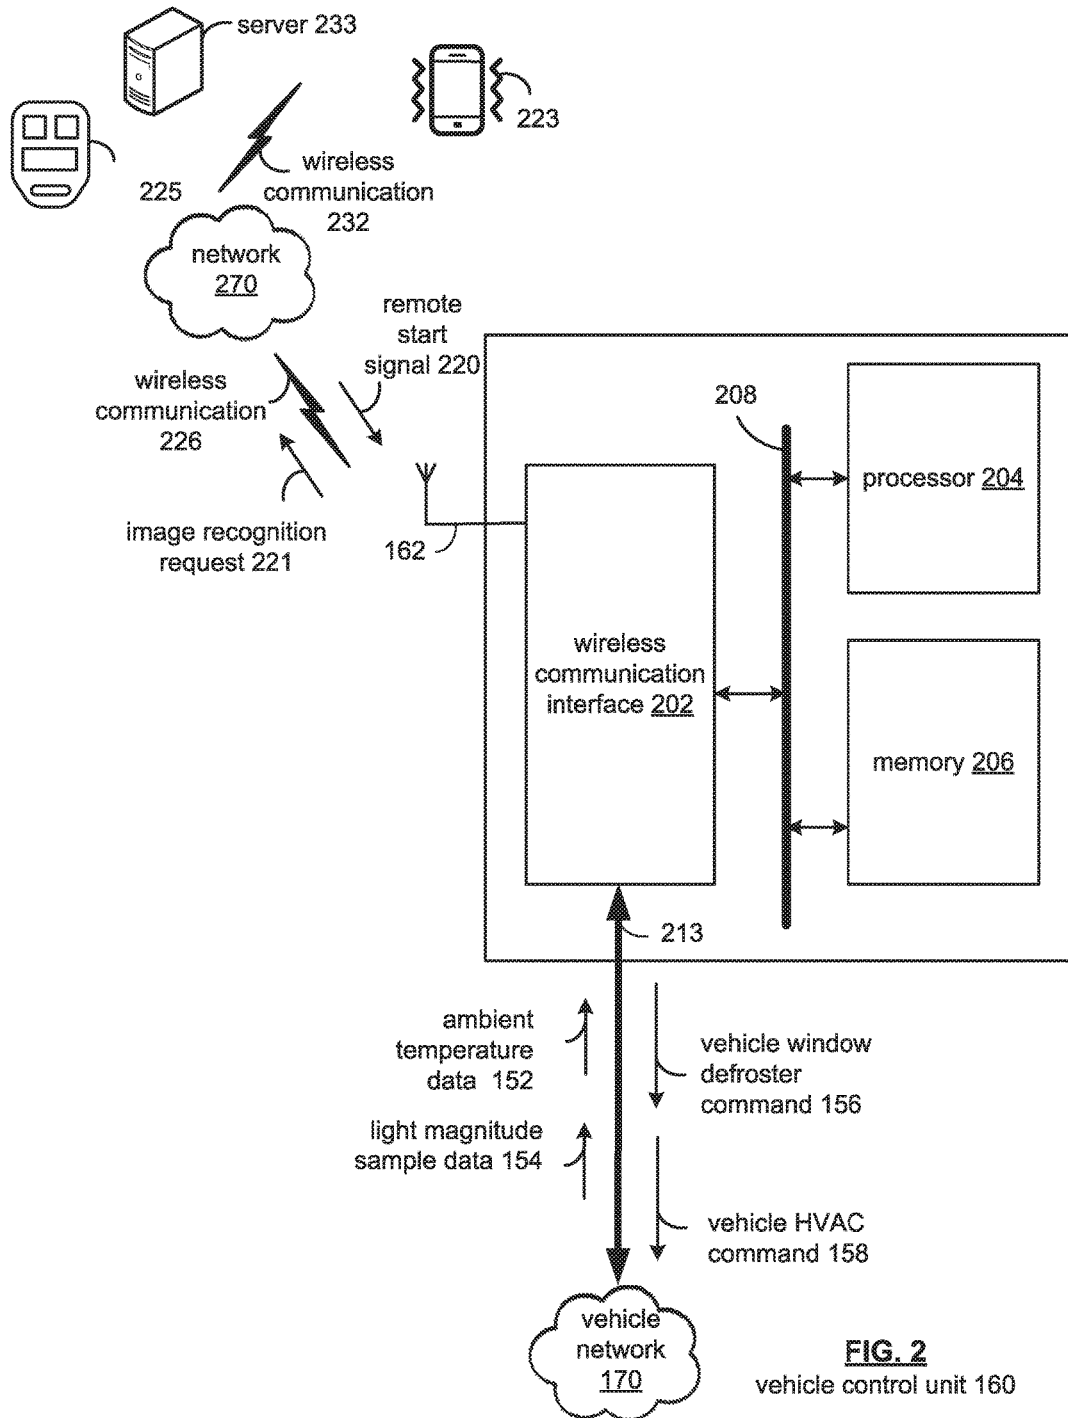 server 233
223
225
wireless
communication
232
network
270
remote
start
signal 220
wireless
communication
226
image recognition
request 221
162
208
processor 204
wireless
communication
interface 202
memory 206
213
ambient
temperature
data 152
vehicle window
defroster
command 156
light magnitude
sample data 154
vehicle HVAC
command 158
vehicle
network
170
FIG. 2
vehicle control unit 160